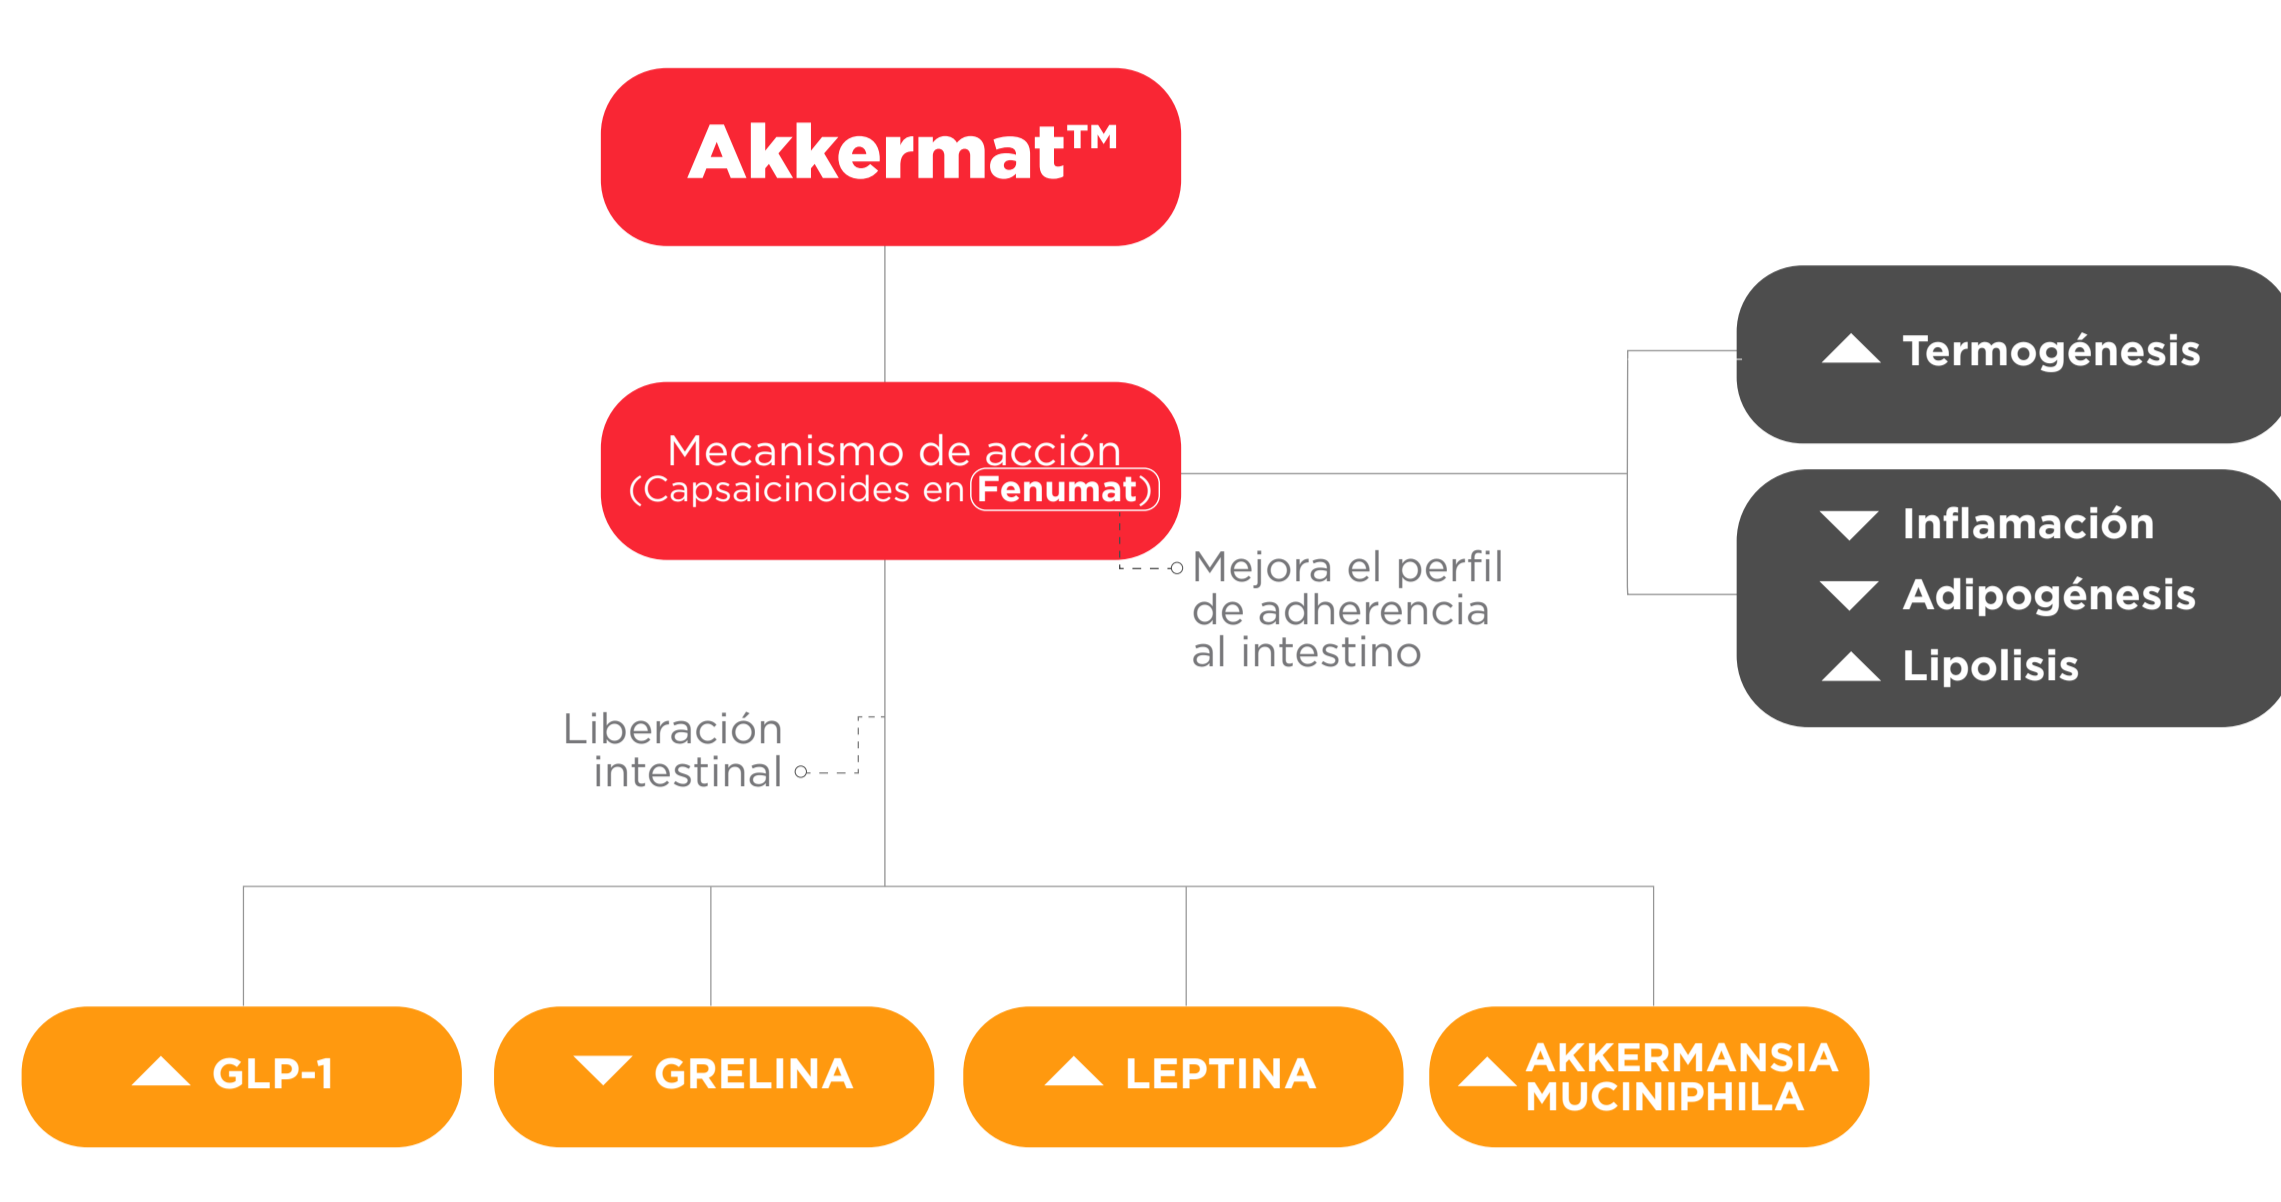 Akkermat™
Mecanismo de acción
(Capsaicinoides en Fenumat)
Termogénesis
Inflamación
Adipogénesis
Lipolisis
Mejora el perfil
de adherencia
al intestino
Liberación
intestinal
GLP-1
GRELINA
LEPTINA
AKKERMANSIA
MUCINIPHILA